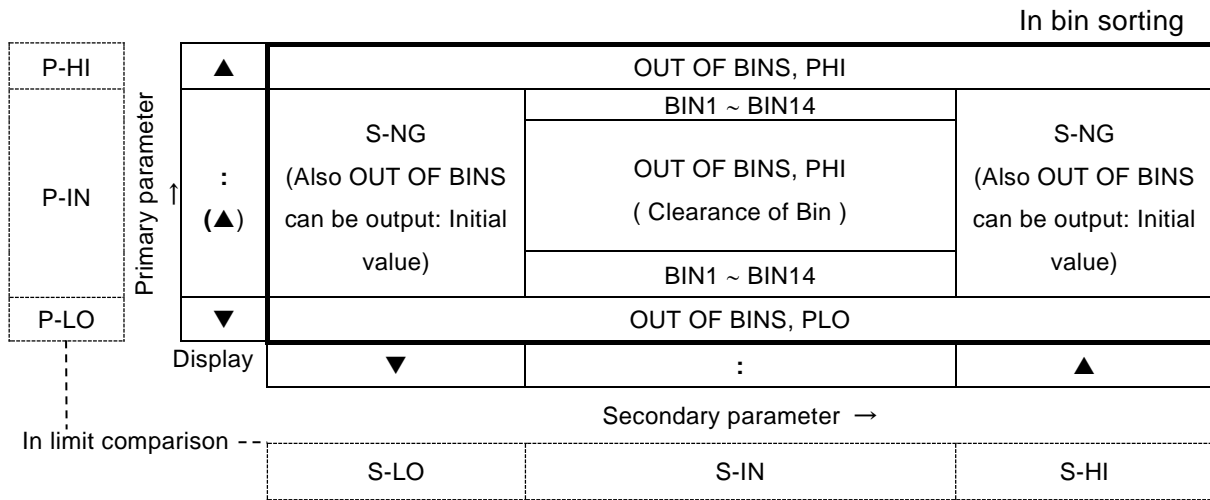 In bin sorting
P-HI
▲
OUT OF BINS, PHI
Primary parameter →
P-IN
:
(▲)
S-NG
(Also OUT OF BINS
can be output: Initial
value)
BIN1 ~ BIN14
OUT OF BINS, PHI
( Clearance of Bin )
BIN1 ~ BIN14
S-NG
(Also OUT OF BINS
can be output: Initial
value)
P-LO
▼
OUT OF BINS, PLO
Display
▼
:
▲
Secondary parameter →
In limit comparison
S-LO
S-IN
S-HI